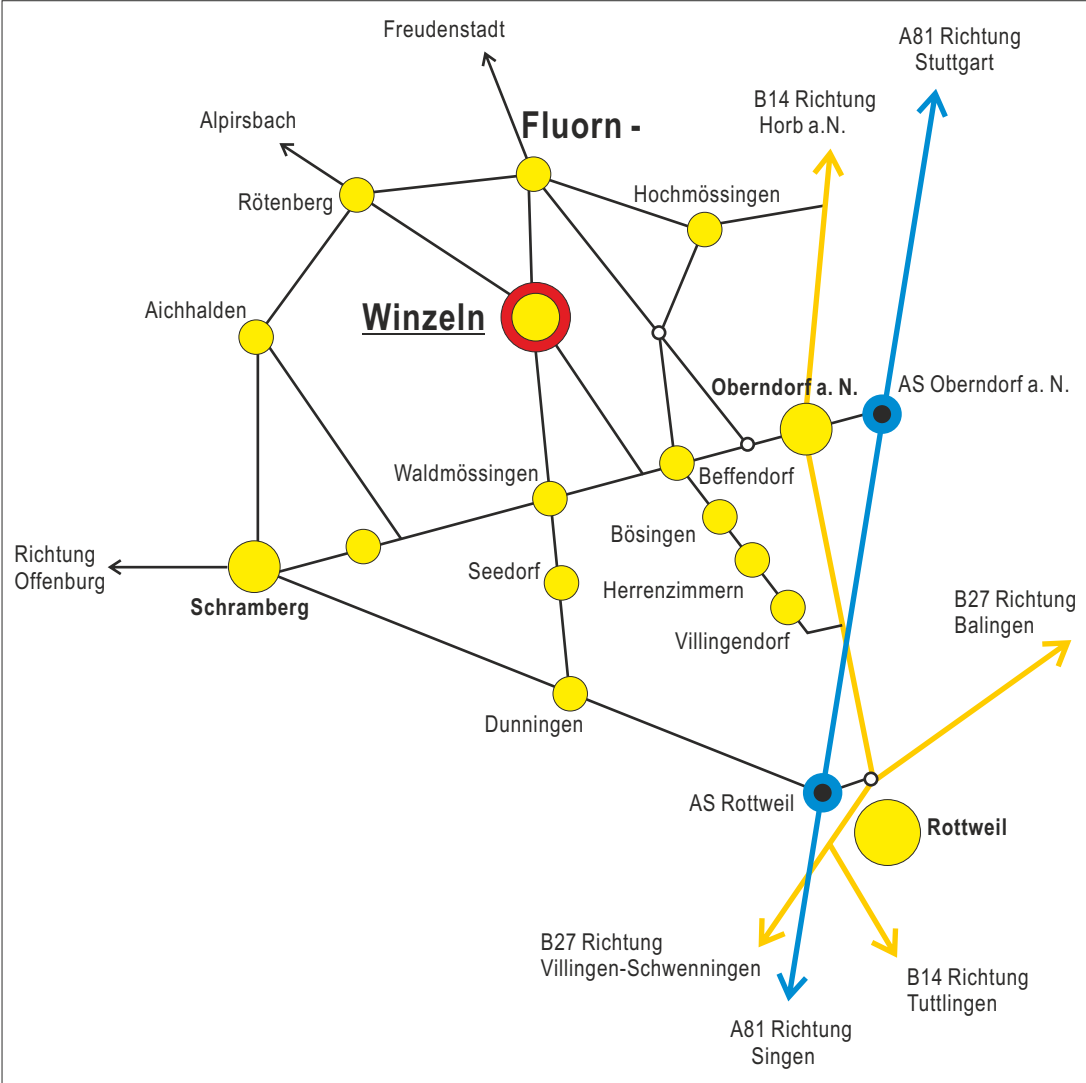 Freudenstadt
A81 Richtung
Stuttgart
B14 Richtung
Horb a.N.
Alpirsbach
Fluorn -
Rötenberg
Hochmössingen
Aichhalden
Winzeln
Oberndorf a. N.
AS Oberndorf a. N.
Waldmössingen
Beffendorf
Bösingen
Richtung
Offenburg
Seedorf
Herrenzimmern
Schramberg
B27 Richtung
Balingen
Villingendorf
Dunningen
AS Rottweil
Rottweil
B27 Richtung
Villingen-Schwenningen
B14 Richtung
Tuttlingen
A81 Richtung
Singen